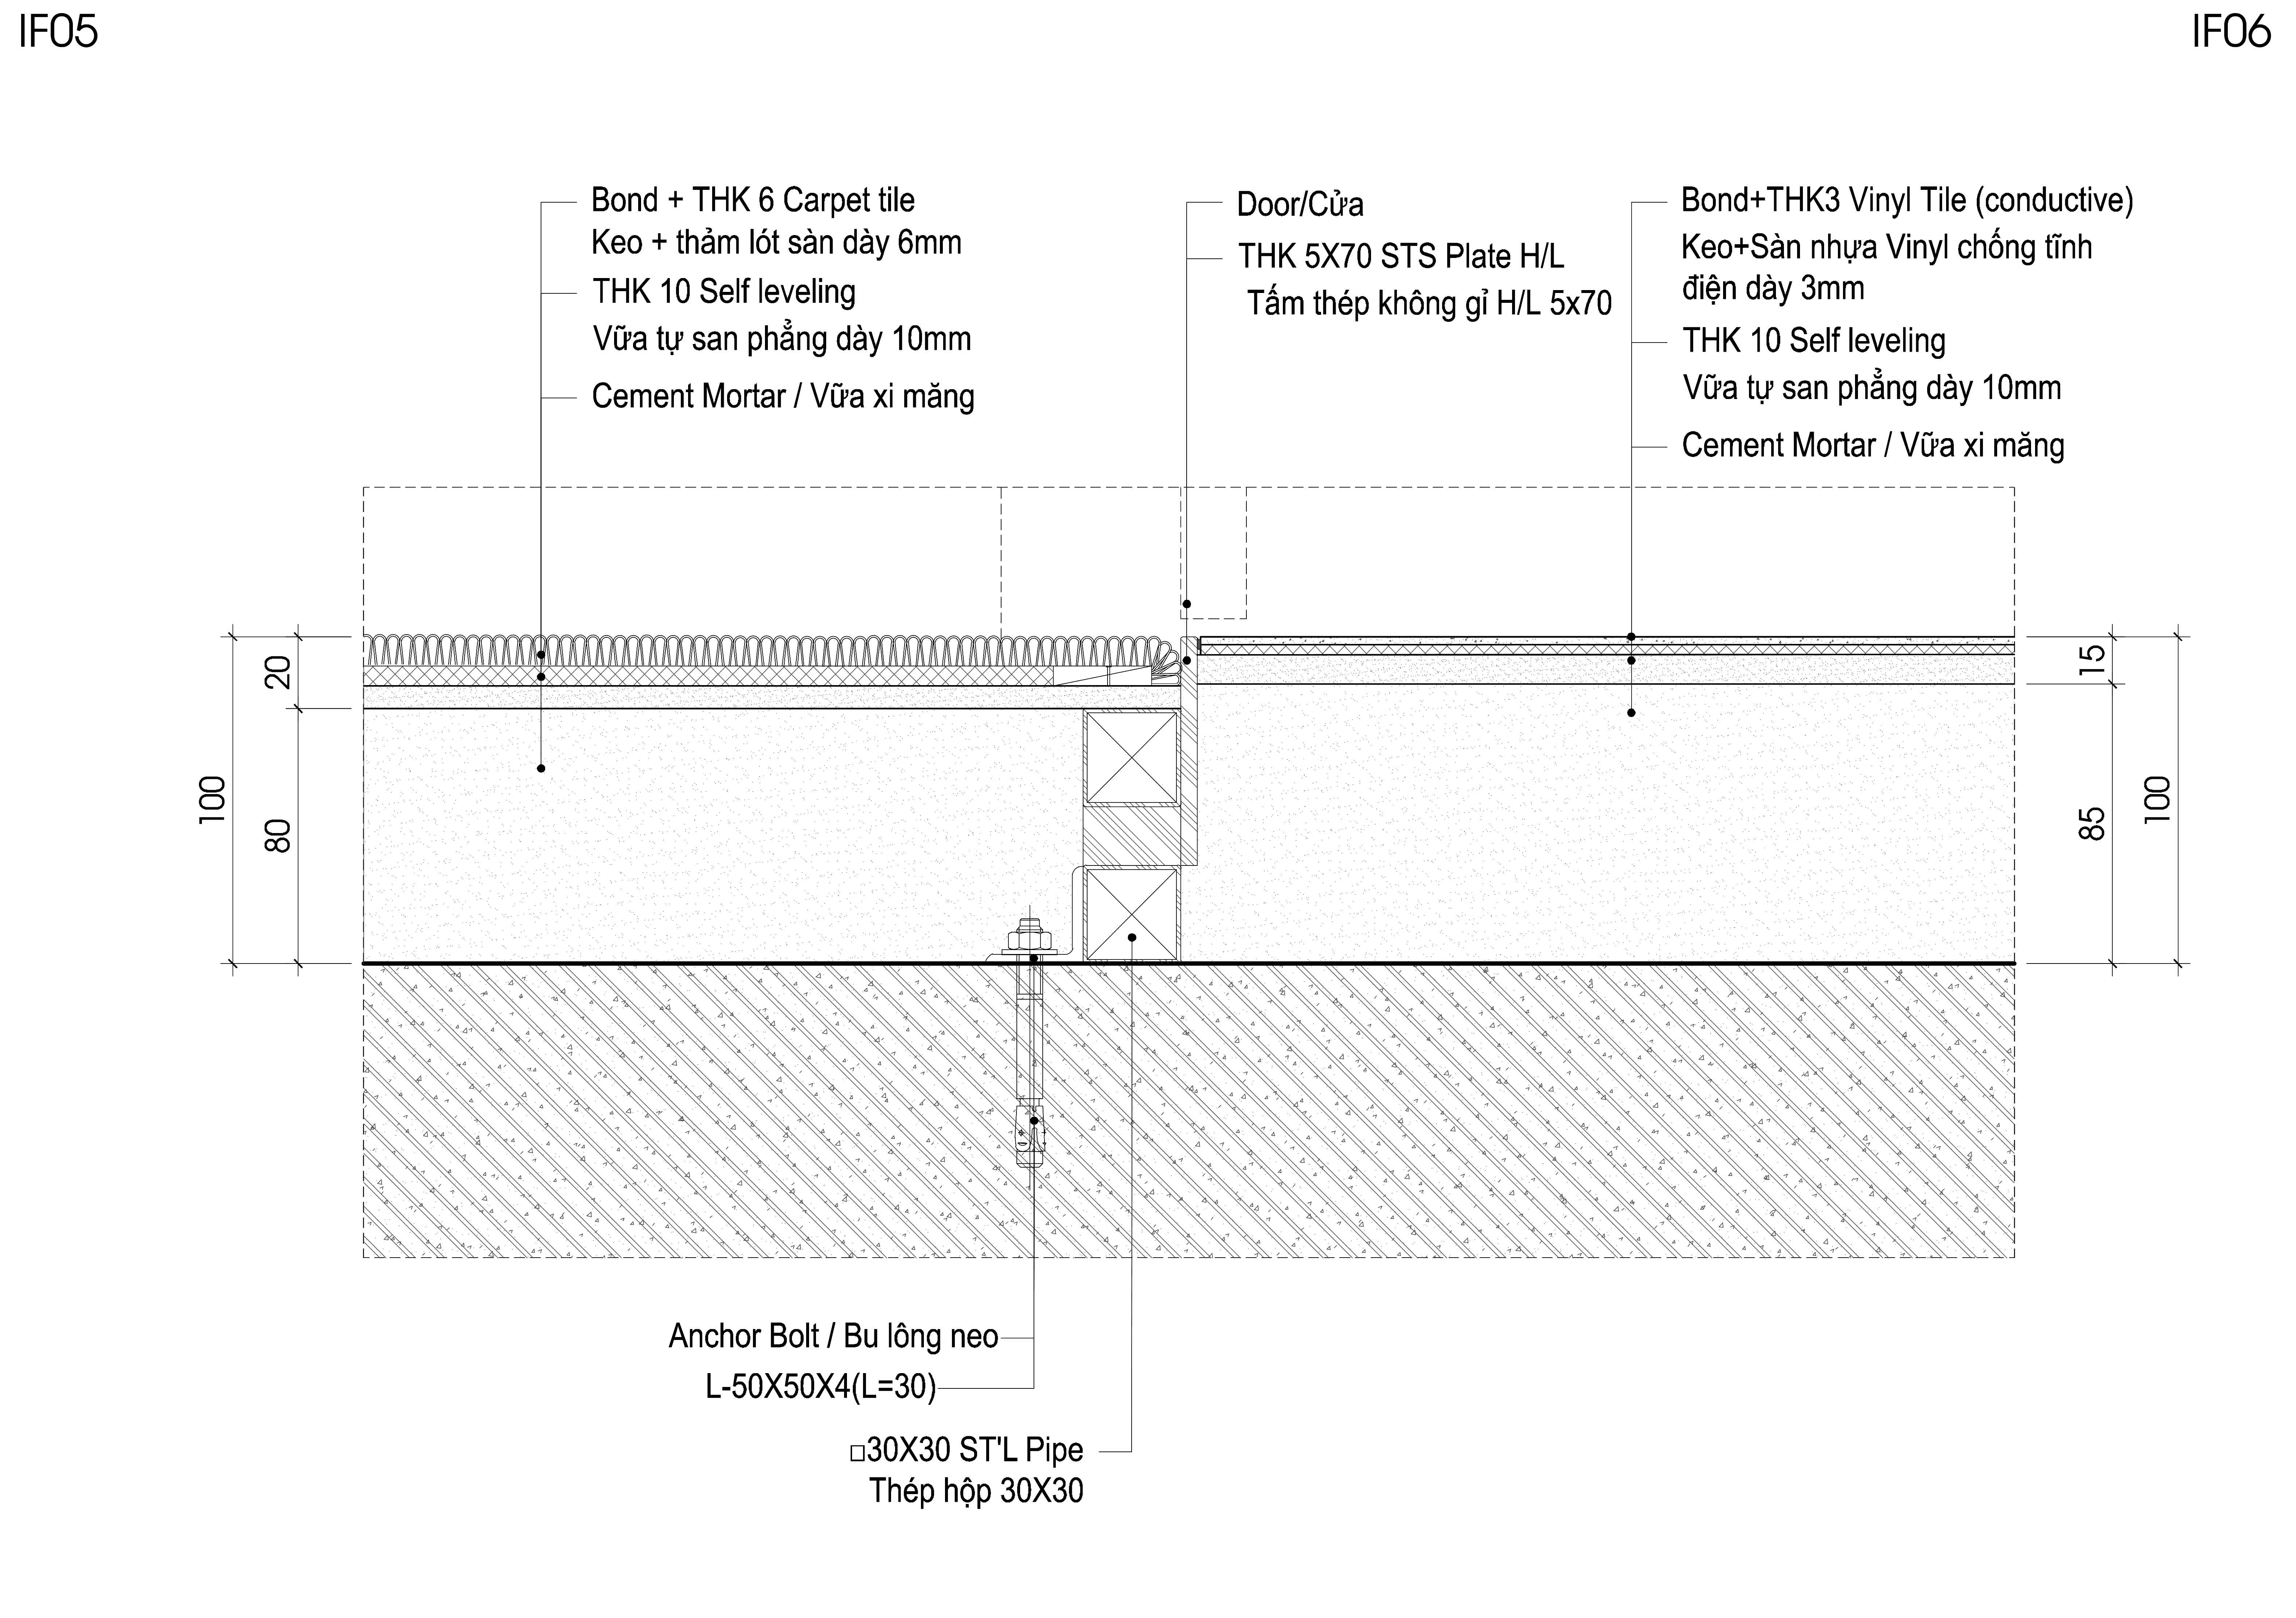 IF05
IF06
Bond + THK 6 Carpet tile
Keo + thảm lót sàn dày 6mm
THK 10 Self leveling
Vữa tự san phẳng dày 10mm
Cement Mortar / Vữa xi măng
Door/Cửa
THK 5X70 STS Plate H/L
Tấm thép không gỉ H/L 5x70
Bond+THK3 Vinyl Tile (conductive)
Keo+Sàn nhựa Vinyl chống tĩnh
điện dày 3mm
THK 10 Self leveling
Vữa tự san phẳng dày 10mm
Cement Mortar / Vữa xi măng
100
20
80
15
85
100
Anchor Bolt / Bu lông neo
L-50X50X4(L=30)
□30X30 ST'L Pipe
Thép hộp 30X30